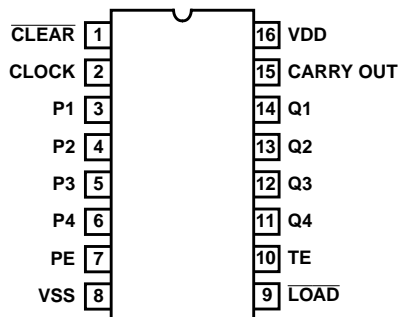 CLEAR 1 16 VDD
CLOCK 2 15 CARRY OUT
P1 3 14 Q1
P2 4 13 Q2
P3 5 12 Q3
P4 6 11 Q4
PE 7 10 TE
VSS 8 9 LOAD